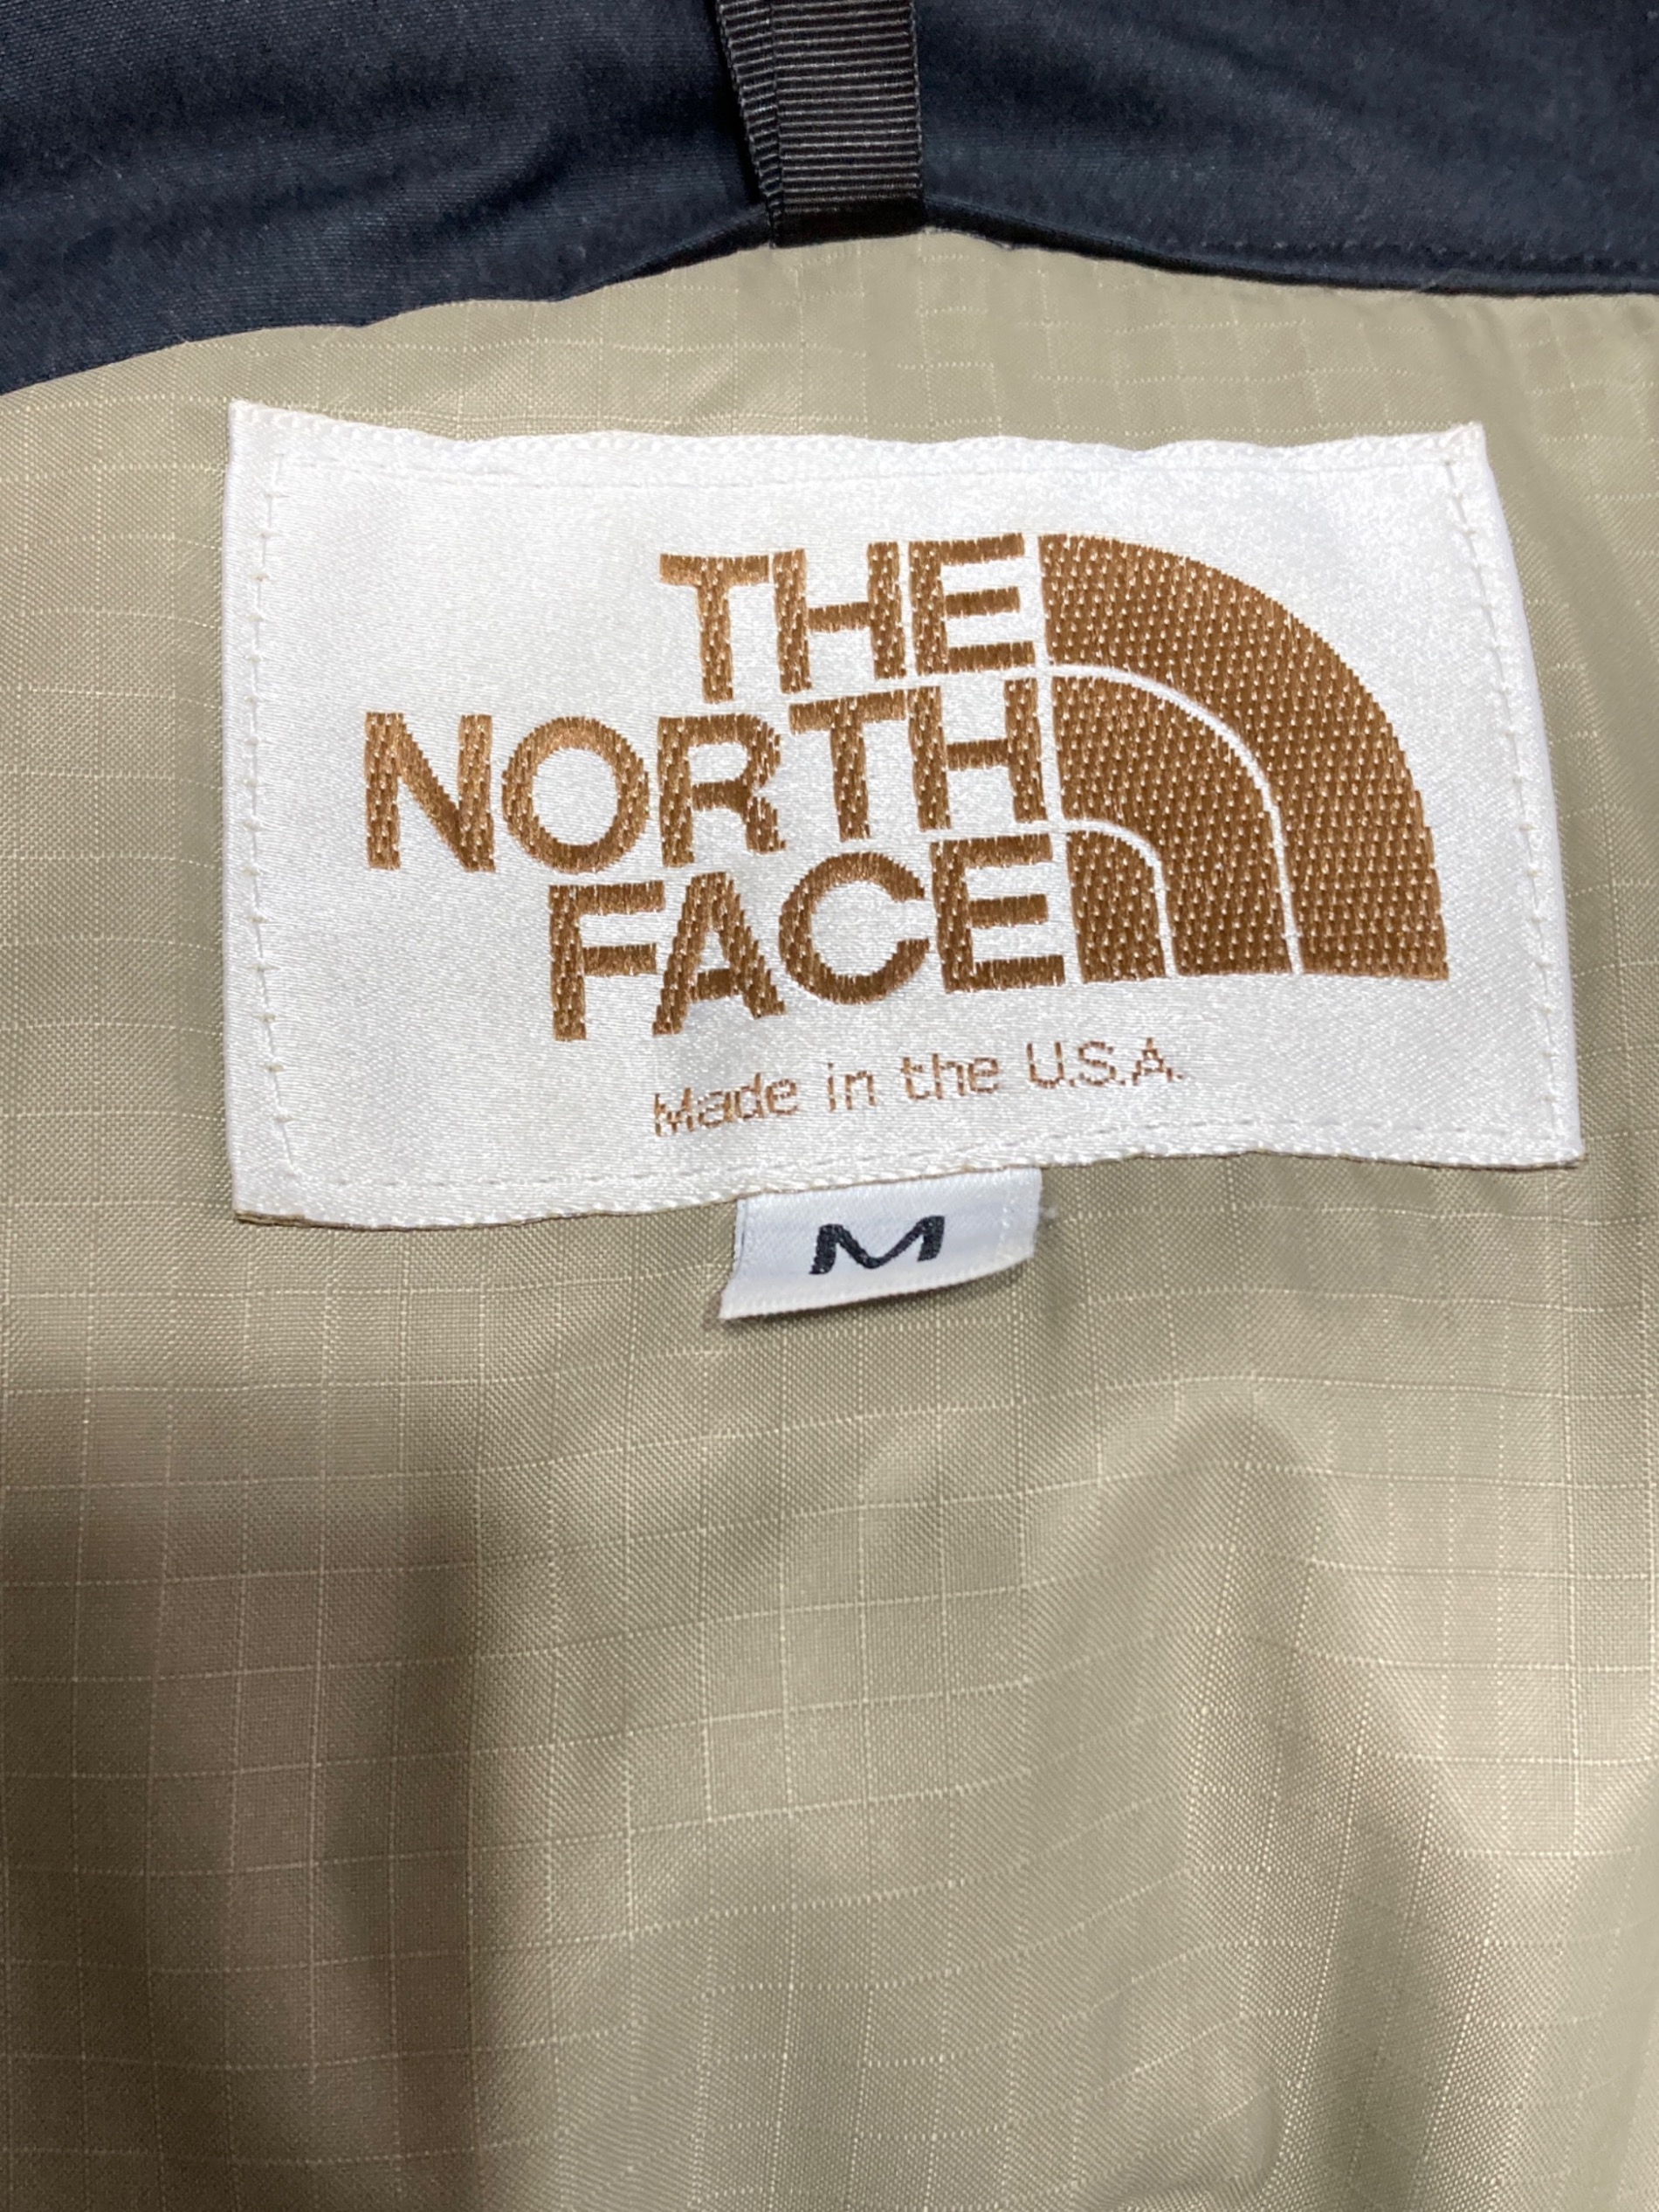 THE
NORTH
FACE
Made in the U.S.A.
M